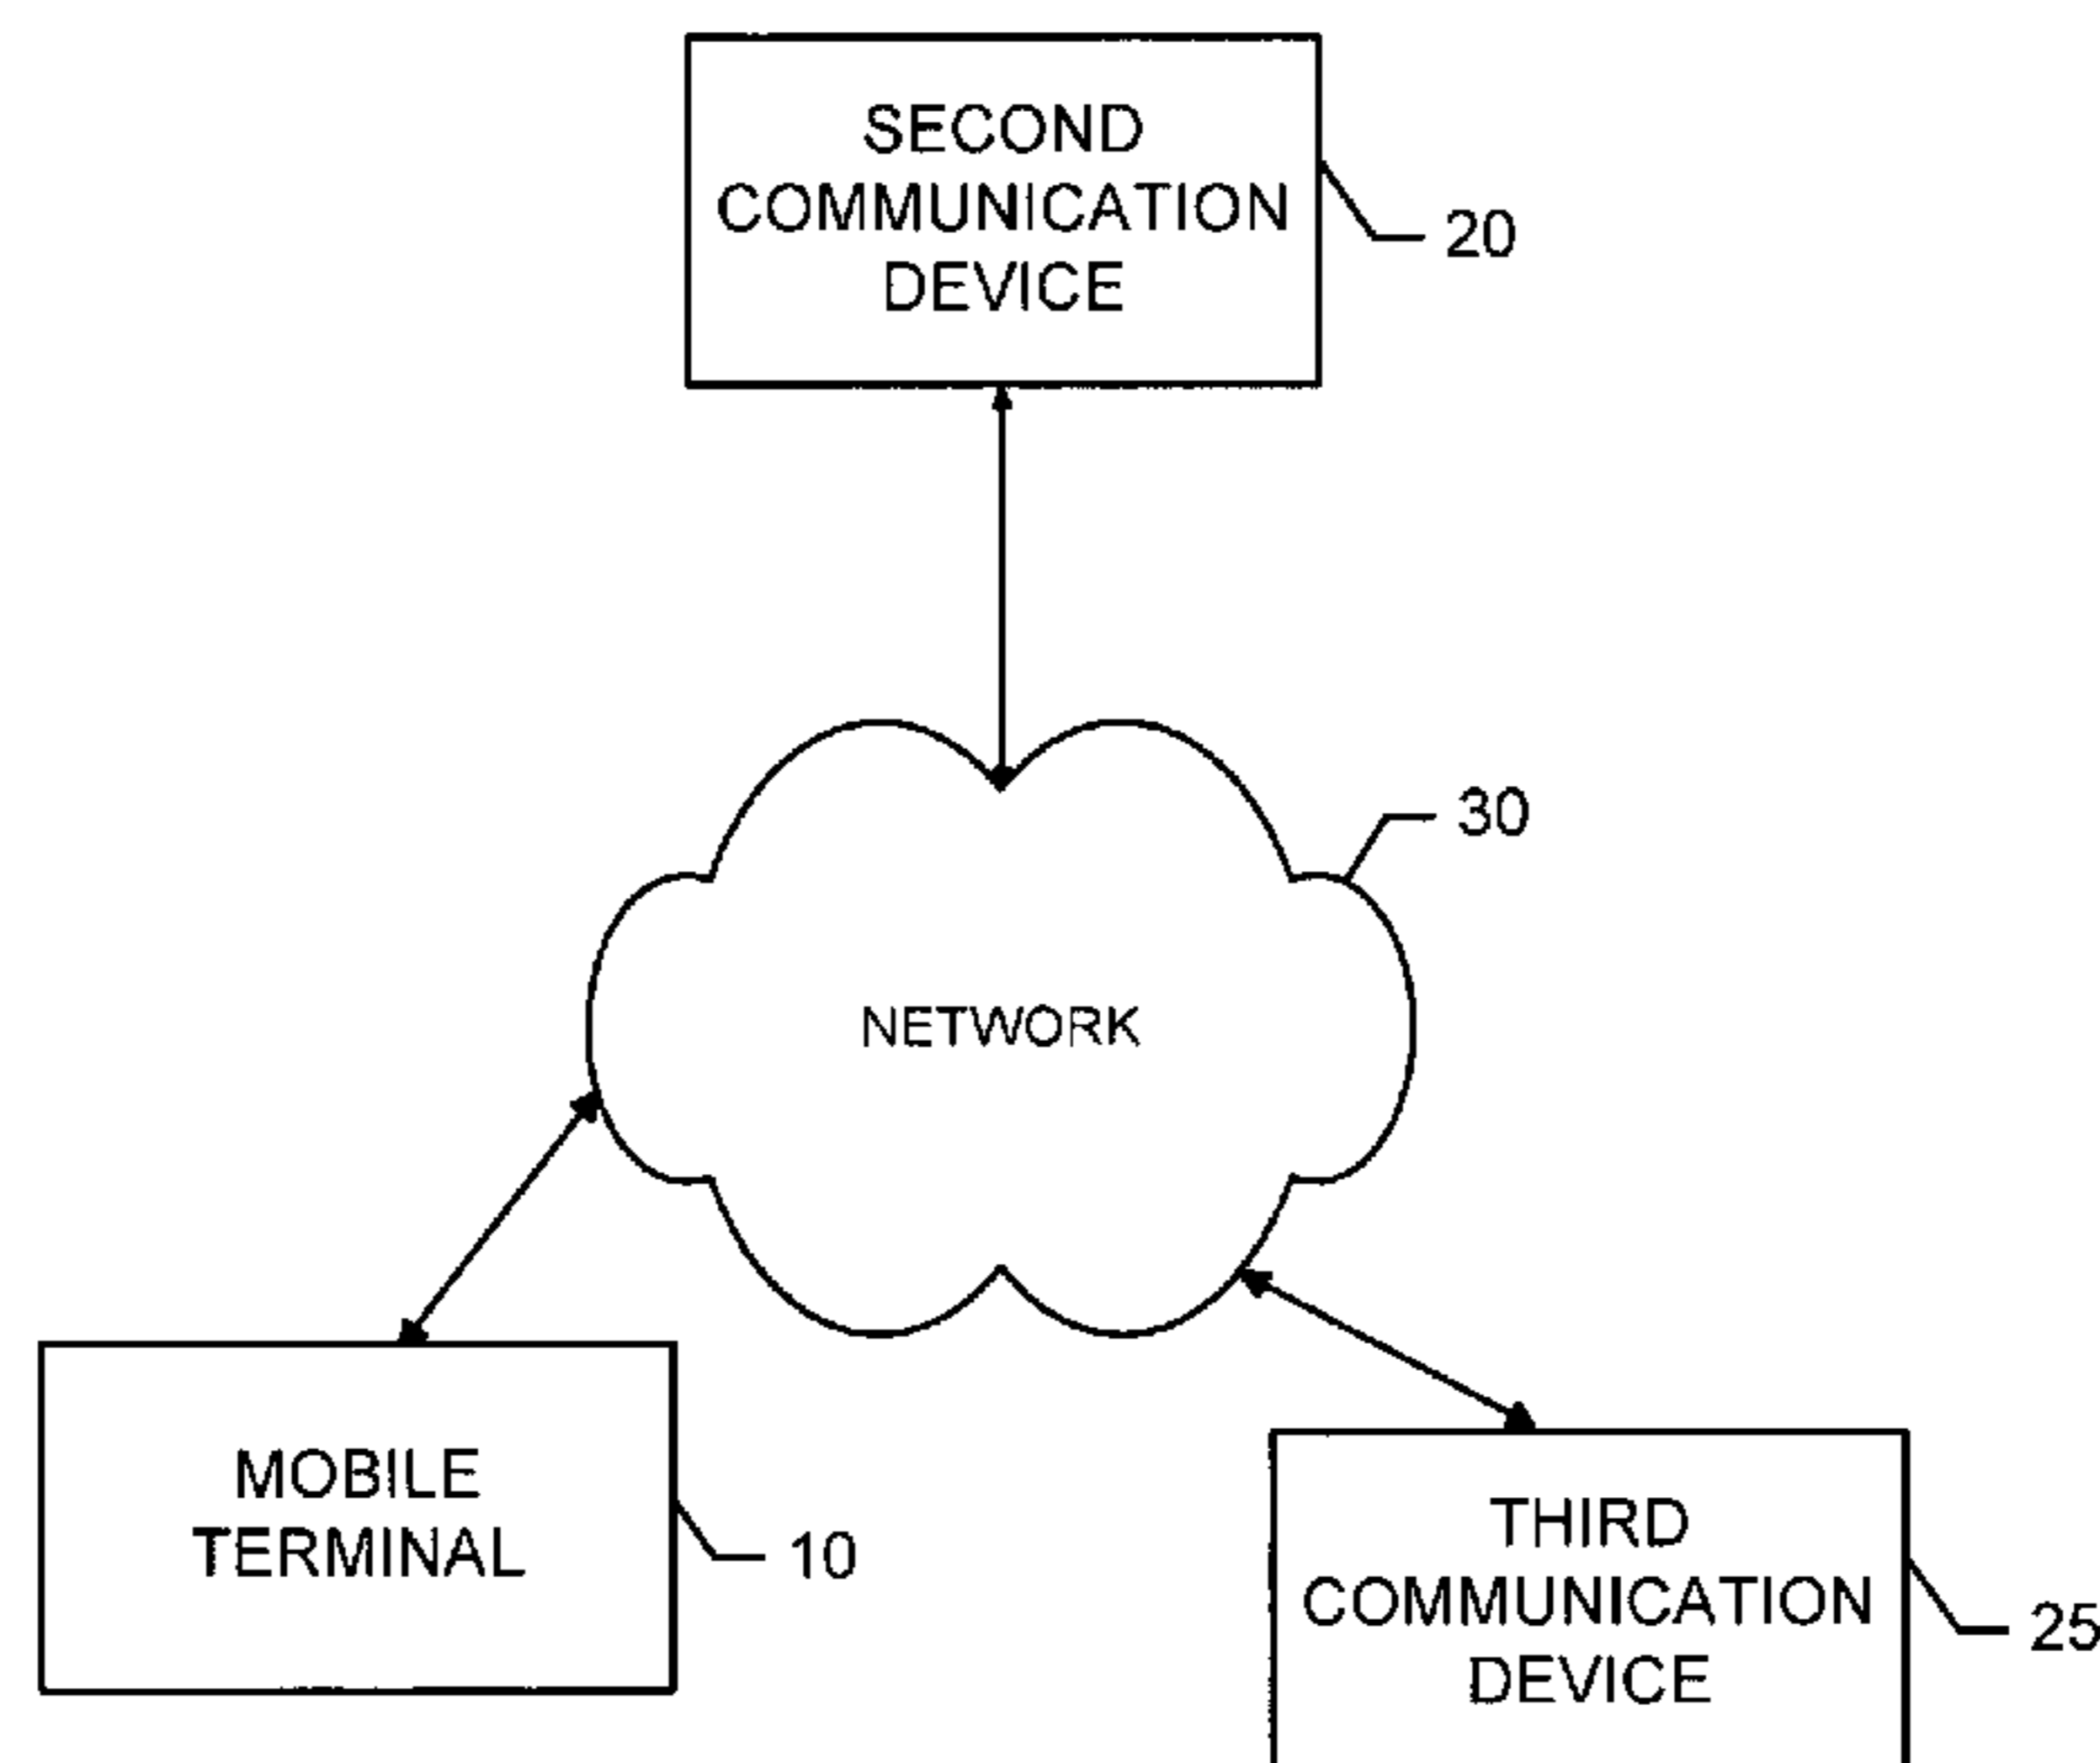 SECOND
COMMUNICATION
DEVICE
20
30
NETWORK
MOBILE
TERMINAL
10
THIRD
COMMUNICATION
DEVICE
25